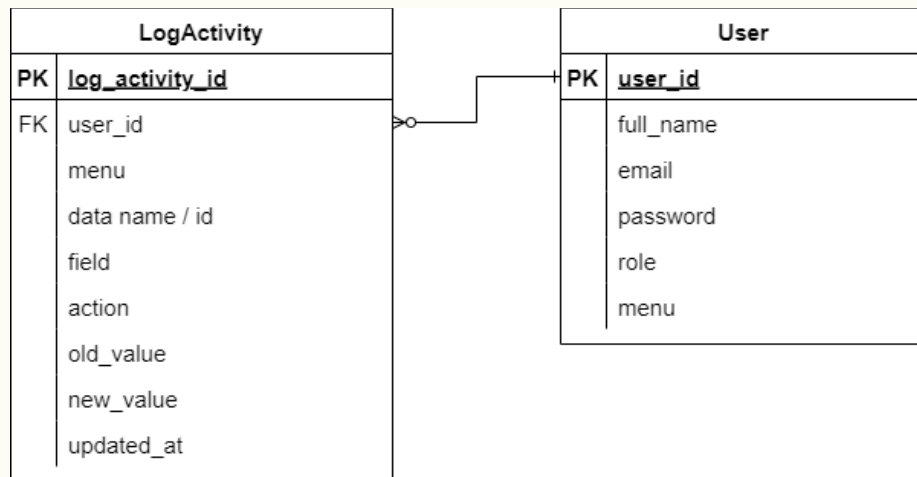 LogActivity
PK log_activity_id
FK user_id
menu
data name / id
field
action
old_value
new_value
updated_at
User
PK user_id
full_name
email
password
role
menu